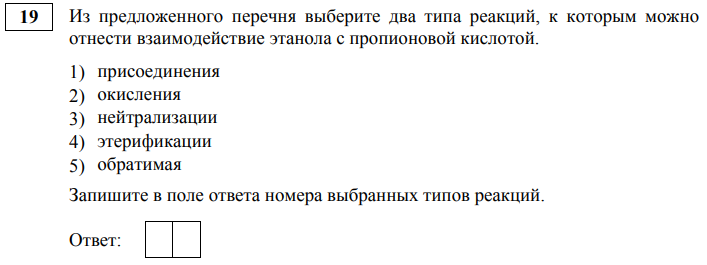 19 Из предложенного перечня выберите два типа реакций, к которым можно
отнести взаимодействие этанола с пропионовой кислотой.
1) присоединения
2) окисления
3) нейтрализации
4) этерификации
5) обратимая
Запишите в поле ответа номера выбранных типов реакций.
Ответ: